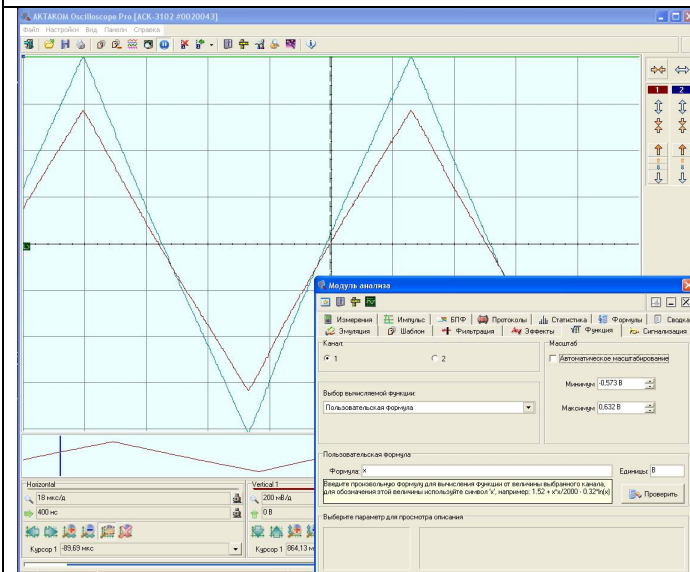 AKTAKOM Oscilloscope Pro [ACK-3102 #0020043]
Файл Настройки Вид Панели Справка
1 2
Модуль анализа
Измерения Импульс БПФ Протоколы Статистика Формулы Сводка
Эмуляция Шаблон Фильтрация Эффекты Функция Сигнализация
Канал
1 2
Масштаб
Автоматическое масштабирование
Минимум -0,573 В
Выбор вычисляемой функции:
Пользовательская формула
Максимум 0,632 В
Пользовательская формула
Формула: x Единицы: В
Введите произвольную формулу для вычисления функции от величины выбранного канала,
для обозначения этой величины используйте символ 'x', например: 1.52 + x*x/2000 - 0.32*ln(x)
Проверить
Выберите параметр для просмотра описания
Horizontal Vertical 1
18 мкс/д 200 мВ/д
400 нс 0 В
Курсор 1 -89,69 мкс Курсор 1 864,13 м